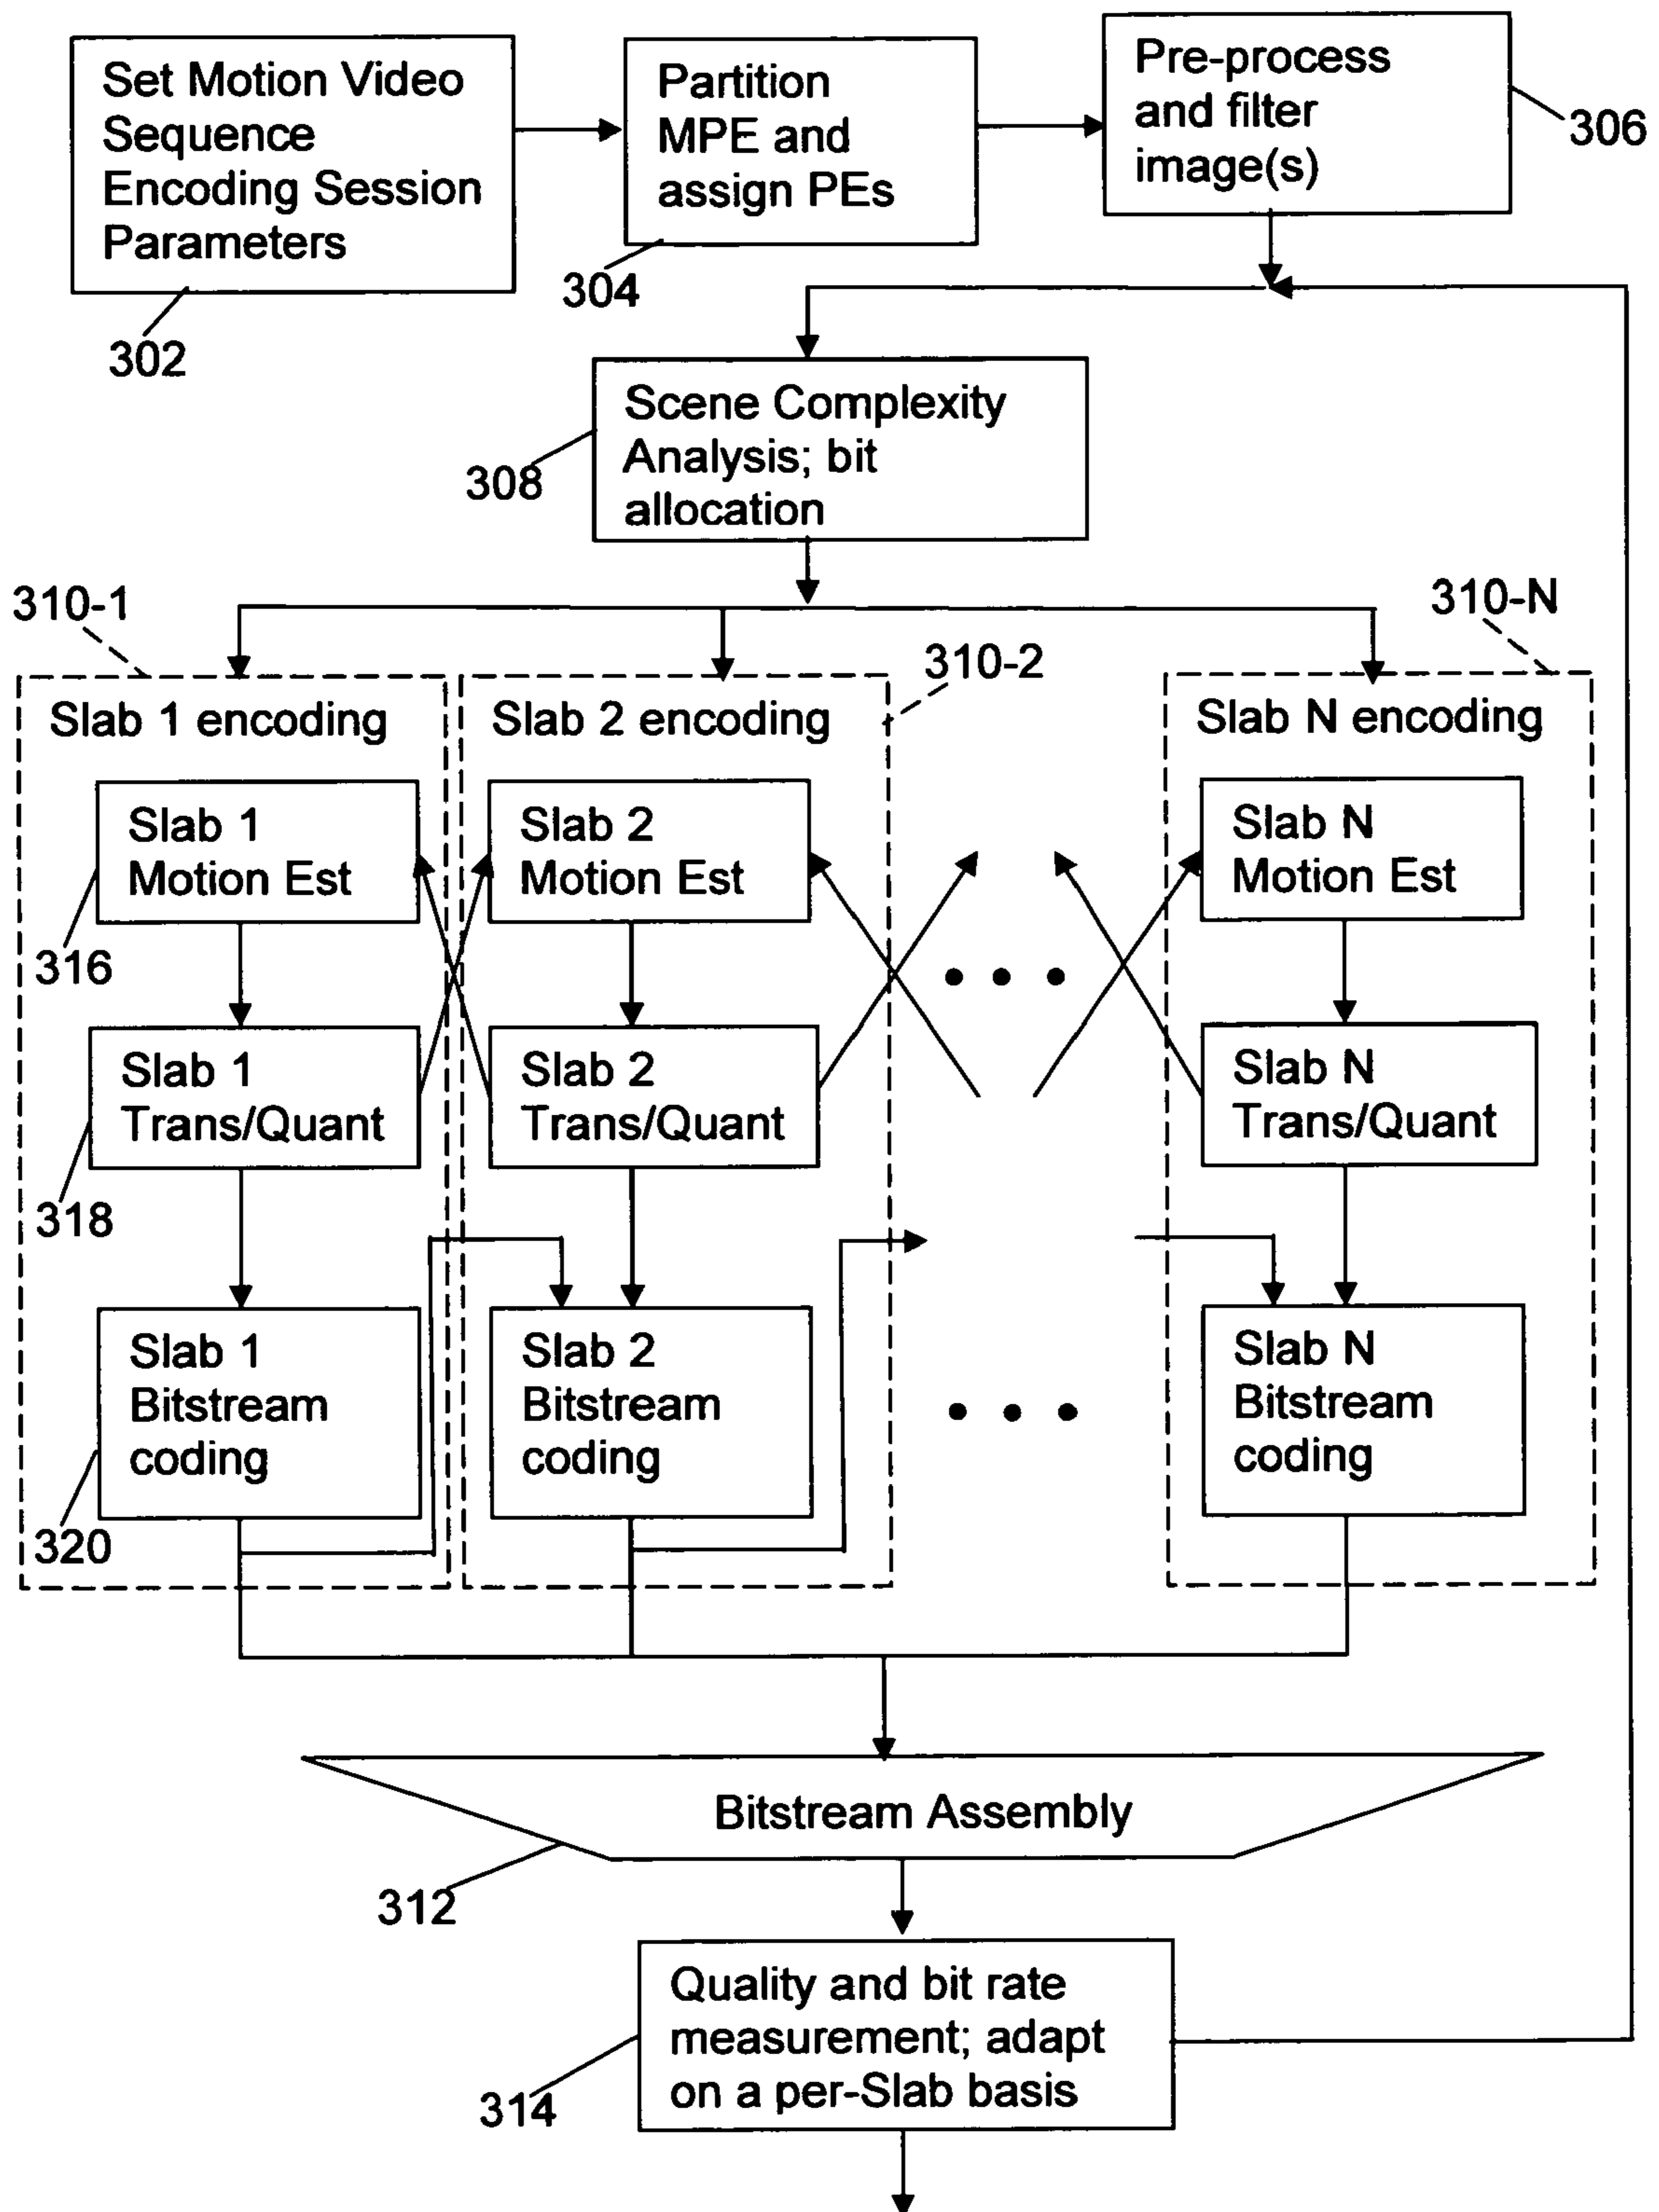 Set Motion Video
Sequence
Encoding Session
Parameters
302
Partition
MPE and
assign PEs
304
Pre-process
and filter
image(s)
306
Scene Complexity
Analysis; bit
allocation
308
310-1
310-2
310-N
Slab 1 encoding
Slab 1
Motion Est
316
Slab 1
Trans/Quant
318
Slab 1
Bitstream
coding
320
Slab 2 encoding
Slab 2
Motion Est
Slab 2
Trans/Quant
Slab 2
Bitstream
coding
Slab N encoding
Slab N
Motion Est
Slab N
Trans/Quant
Slab N
Bitstream
coding
Bitstream Assembly
312
Quality and bit rate
measurement; adapt
on a per-Slab basis
314